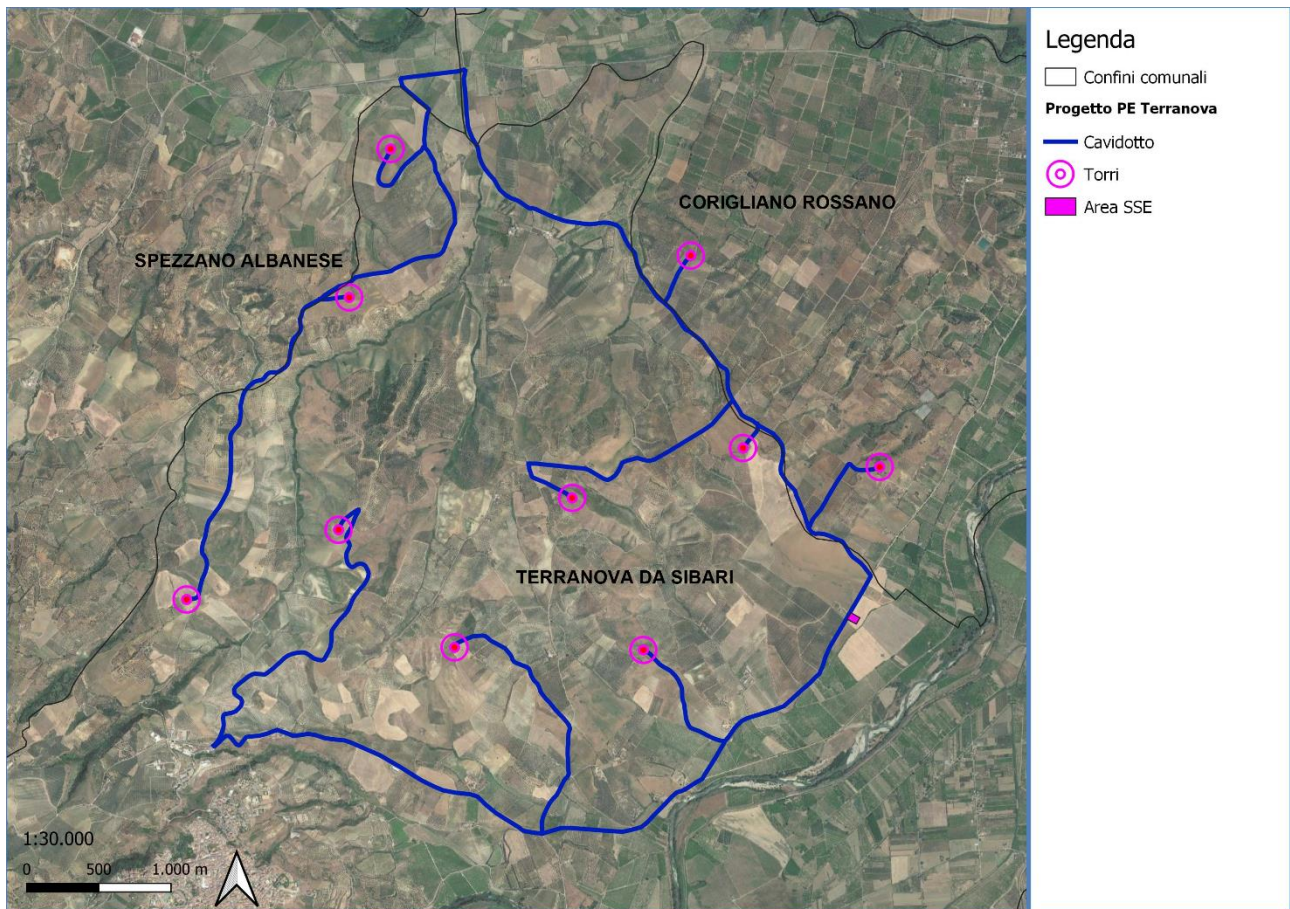 Legenda
Confini comunali
Progetto PE Terranova
Cavidotto
Torri
Area SSE
CORIGLIANO ROSSANO
SPEZZANO ALBANESE
TERRANOVA DA SIBARI
1:30.000
0 500 1.000 m